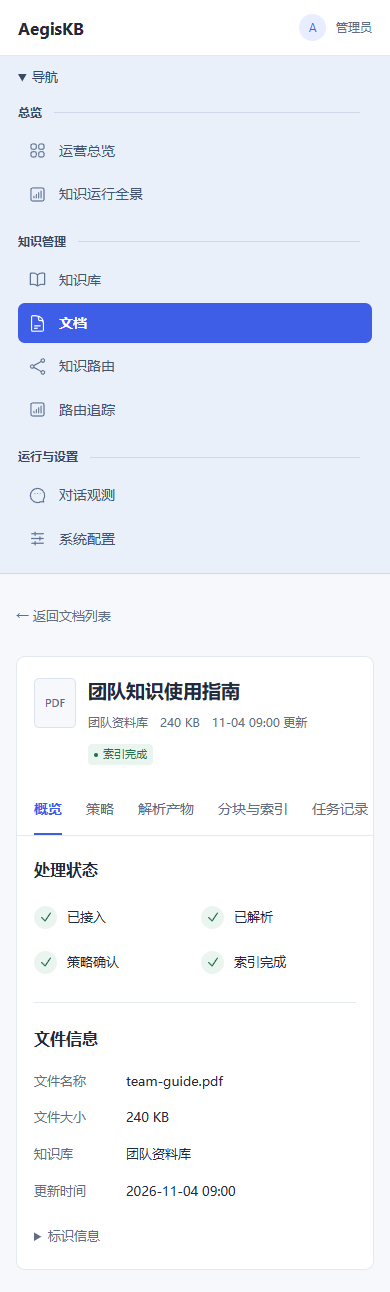 AegisKB
A 管理员
▼ 导航
总览
运营总览
知识运行全景
知识管理
知识库
文档
知识路由
路由追踪
运行与设置
对话观测
系统配置
← 返回文档列表
PDF
团队知识使用指南
团队资料库 240 KB 11-04 09:00 更新
索引完成
概览 策略 解析产物 分块与索引 任务记录
处理状态
已接入 已解析
策略确认 索引完成
文件信息
文件名称 team-guide.pdf
文件大小 240 KB
知识库 团队资料库
更新时间 2026-11-04 09:00
▶ 标识信息